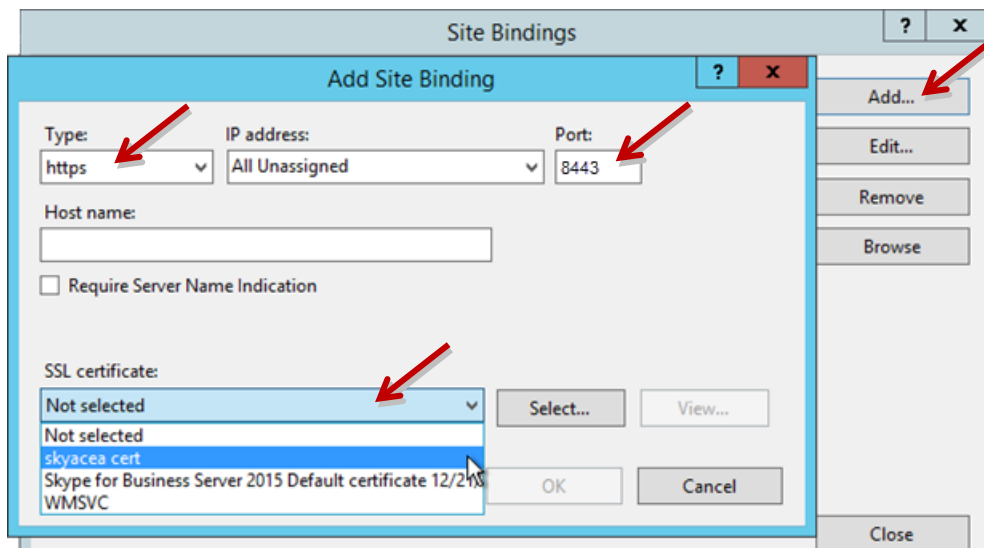 Site Bindings
? x
Add Site Binding
? x
Add...
Type:
IP address:
Port:
https
All Unassigned
8443
Edit...
Host name:
Remove
Browse
Require Server Name Indication
SSL certificate:
Not selected
Select...
View...
Not selected
skyacea cert
Skype for Business Server 2015 Default certificate
WMSVC
OK
Cancel
Close